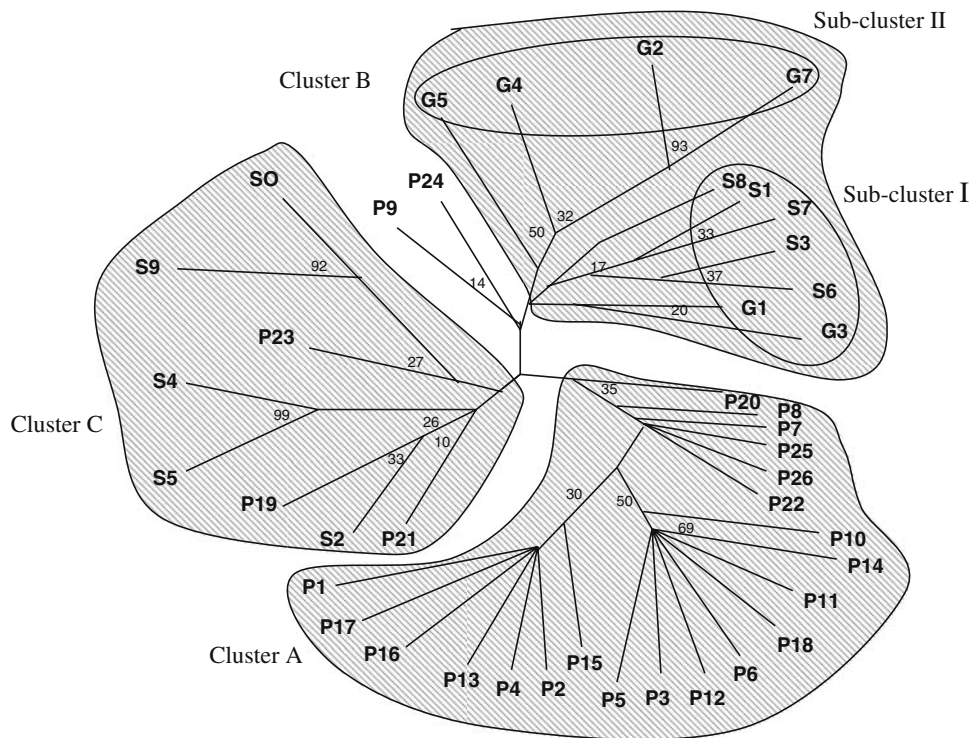 Sub-cluster II
Cluster B
G2
G7
G4
G5
93
SO
P24
P9
S8
S1
Sub-cluster I
S7
32
50
33
S3
S9
92
14
17
37
S6
G1
20
G3
P23
27
S4
35
P20
P8
P7
Cluster C
99
26
10
P25
33
P26
S5
P19
30
50
P22
S2
P21
69
P10
P14
P1
P11
P17
P18
Cluster A
P16
P15
P6
P13
P4
P2
P5
P3
P12